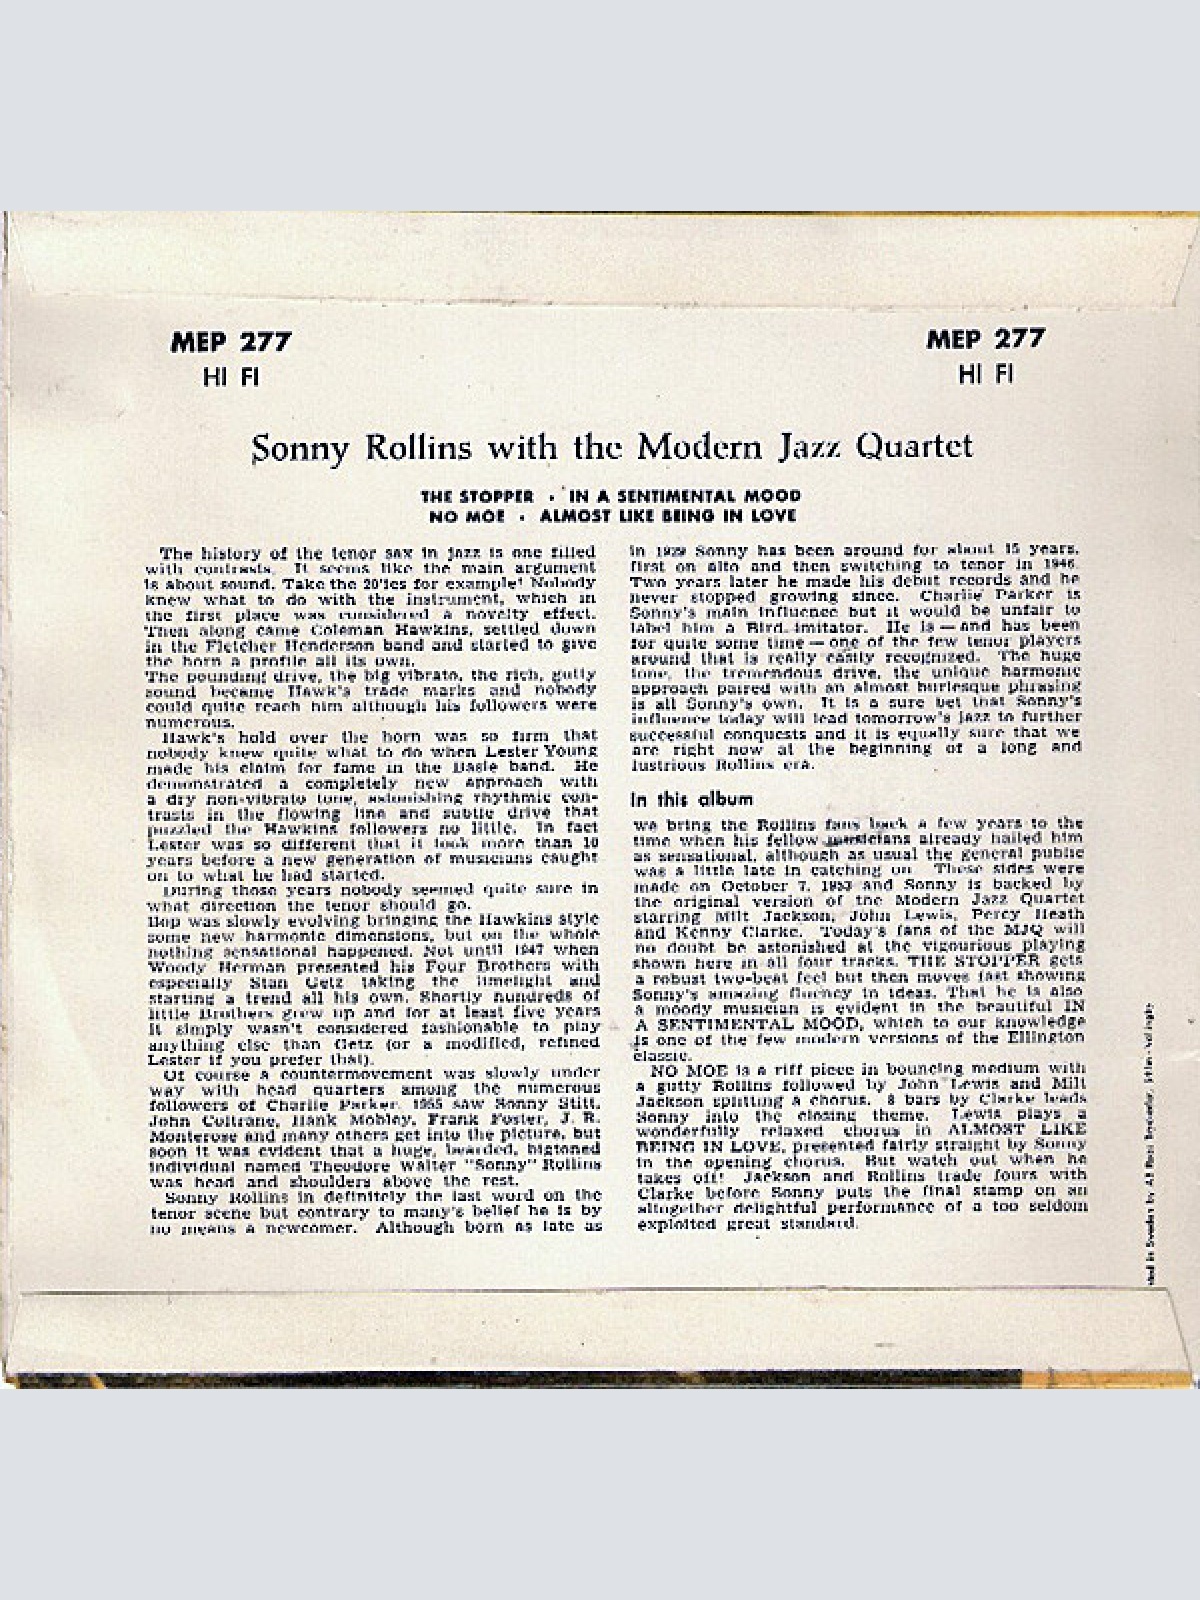 MEP 277
HI FI
MEP 277
HI FI
Sonny Rollins with the Modern Jazz Quartet
THE STOPPER · IN A SENTIMENTAL MOOD
NO MOE · ALMOST LIKE BEING IN LOVE
The history of the tenor sax in jazz is one filled
with contrasts. It seems like the main argument
is about sound. Take the 20'ies for example! Nobody
knew what to do with the instrument, which in
the first place was considered a novelty effect.
Then along came Coleman Hawkins, settled down
in the Fletcher Henderson band and started to give
the horn a profile all its own.
The pounding drive, the big vibrato, the rich, gutty
sound became Hawk's trade marks and nobody
could quite reach him although his followers were
numerous.
Hawk's hold over the horn was so firm that
nobody knew quite what to do when Lester Young
made his claim for fame in the Basie band. He
demonstrated a completely new approach with
a dry non-vibrato tone, astonishing rhythmic con-
trasts in the flowing line and subtle drive that
puzzled the Hawkins followers no little. In fact
Lester was so different that it took more than 10
years before a new generation of musicians caught
on to what he had started.
During those years nobody seemed quite sure in
what direction the tenor should go.
Bop was slowly evolving bringing the Hawkins style
some new harmonic dimensions, but on the whole
nothing sensational happened. Not until 1947 when
Woody Herman presented his Four Brothers with
especially Stan Getz taking the limelight and
starting a trend all his own. Shortly hundreds of
little Brothers grew up and for at least five years
it simply wasn't considered fashionable to play
anything else than Getz (or a modified, refined
Lester if you prefer that).
Of course a countermovement was slowly under
way with head quarters among the numerous
followers of Charlie Parker. 1955 saw Sonny Stitt,
John Coltrane, Hank Mobley, Frank Foster, J. R.
Monterose and many others get into the picture, but
soon it was evident that a huge, bearded, bigtoned
individual named Theodore Walter "Sonny" Rollins
was head and shoulders above the rest.
Sonny Rollins in definitely the last word on the
tenor scene but contrary to many's belief he is by
no means a newcomer. Although born as late as
in 1929 Sonny has been around for about 15 years,
first on alto and then switching to tenor in 1946.
Two years later he made his debut records and he
never stopped growing since. Charlie Parker is
Sonny's main influence but it would be unfair to
label him a Bird-imitator. He is — and has been
for quite some time — one of the few tenor players
around that is really easily recognized. The huge
tone, the tremendous drive, the unique harmonic
approach paired with an almost burlesque phrasing
is all Sonny's own. It is a sure bet that Sonny's
influence today will lead tomorrow's jazz to further
successful conquests and it is equally sure that we
are right now at the beginning of a long and
lustrious Rollins era.
In this album
we bring the Rollins fans back a few years to the
time when his fellow musicians already hailed him
as sensational, although as usual the general public
was a little late in catching on. These sides were
made on October 7, 1953 and Sonny is backed by
the original version of the Modern Jazz Quartet
starring Milt Jackson, John Lewis, Percy Heath
and Kenny Clarke. Today's fans of the MJQ will
no doubt be astonished at the vigourious playing
shown here in all four tracks. THE STOPPER gets
a robust two-beat feel but then moves fast showing
Sonny's amazing fluency in ideas. That he is also
a moody musician is evident in the beautiful IN
A SENTIMENTAL MOOD, which to our knowledge
is one of the few modern versions of the Ellington
classic.
NO MOE is a riff piece in bouncing medium with
a gutty Rollins followed by John Lewis and Milt
Jackson splitting a chorus. 8 bars by Clarke leads
Sonny into the closing theme. Lewis plays a
wonderfully relaxed chorus in ALMOST LIKE
BEING IN LOVE, presented fairly straight by Sonny
in the opening chorus. But watch out when he
takes off! Jackson and Rollins trade fours with
Clarke before Sonny puts the final stamp on an
altogether delightful performance of a too seldom
exploited great standard.
in Sweden by AB